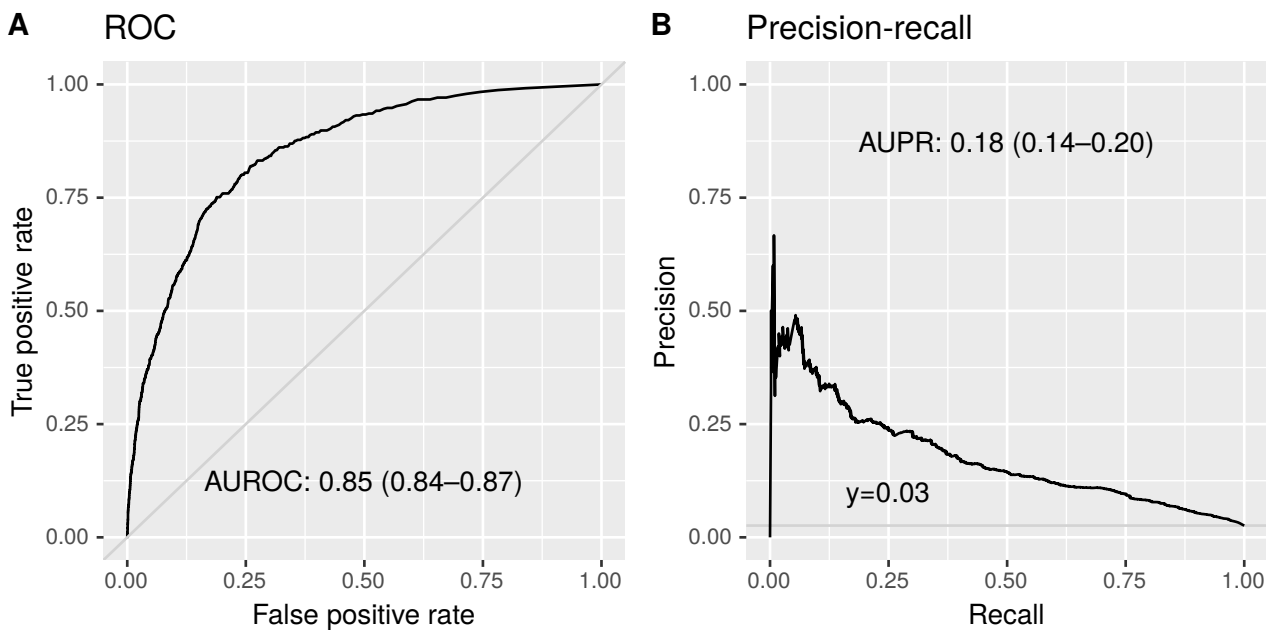 A ROC
1.00
0.75
0.50
0.25
0.00
True positive rate
AUROC: 0.85 (0.84–0.87)
0.00 0.25 0.50 0.75 1.00
False positive rate
B Precision-recall
1.00
0.75
0.50
0.25
0.00
Precision
AUPR: 0.18 (0.14–0.20)
y=0.03
0.00 0.25 0.50 0.75 1.00
Recall